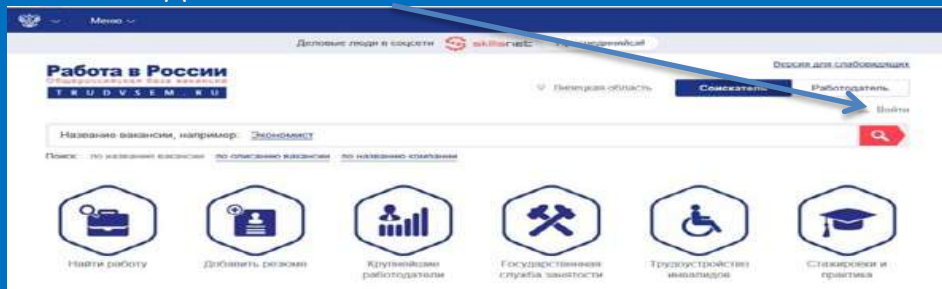 Меню
Деловые люди в соцсети skillsnet Присоединяйся!
Версия для слабовидящих
Работа в России
Общероссийская база вакансий
TRUDVSEM.RU
Липецкая область Соискатель Работодатель
Войти
Название вакансии, например: Экономист
Поиск: по названию вакансии по описанию вакансии по названию компании
Найти работу Добавить резюме Крупнейшие работодатели Государственная служба занятости Трудоустройство инвалидов Стажировки и практика